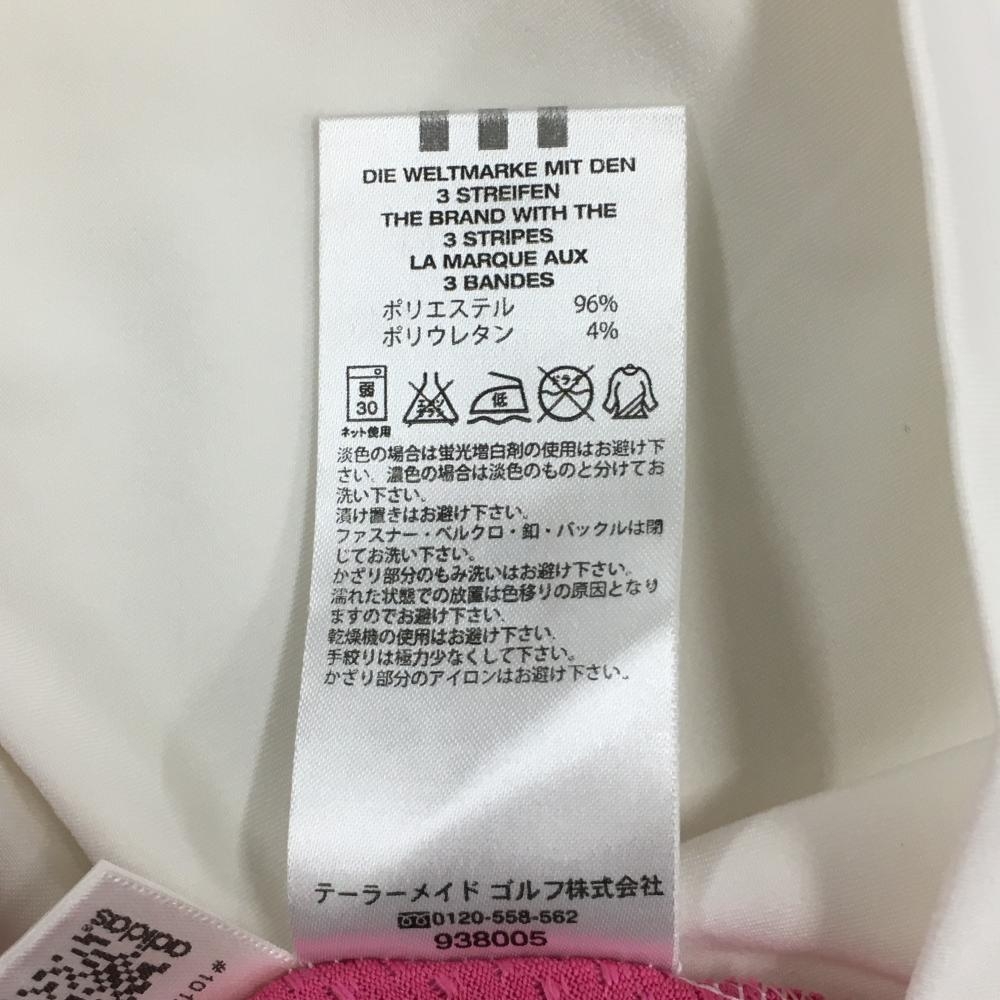 DIE WELTMARKE MIT DEN
3 STREIFEN
THE BRAND WITH THE
3 STRIPES
LA MARQUE AUX
3 BANDES
ポリエステル 96%
ポリウレタン 4%
弱
30
ネット使用
エンソ
サラシ
低
ドライ
淡色の場合は蛍光増白剤の使用はお避け下
さい。濃色の場合は淡色のものと分けてお
洗い下さい。
漬け置きはお避け下さい。
ファスナー・ベルクロ・釦・バックルは閉
じてお洗い下さい。
かざり部分のもみ洗いはお避け下さい。
濡れた状態での放置は色移りの原因となり
ますのでお避け下さい。
乾燥機の使用はお避け下さい。
手絞りは極力少なくして下さい。
かざり部分のアイロンはお避け下さい。
テーラーメイド ゴルフ株式会社
0120-558-562
938005
adidas